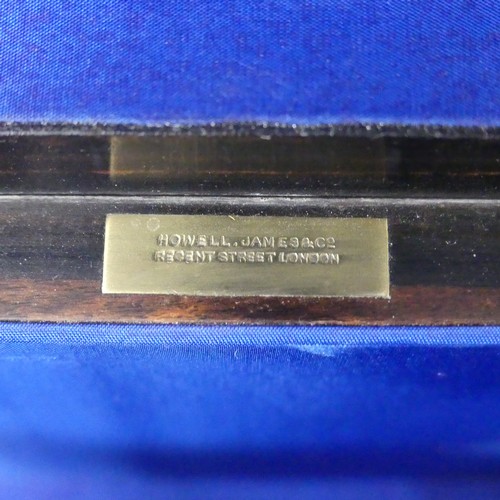 HOWELL. JAMES & Co
REGENT STREET LONDON